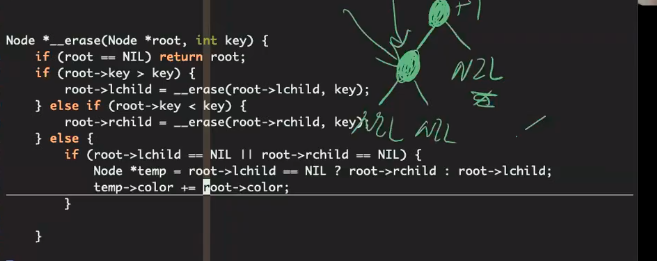 +1
Node *__erase(Node *root, int key) {
if (root == NIL) return root;
if (root->key > key) {
root->lchild = __erase(root->lchild, key);
} else if (root->key < key) {
root->rchild = __erase(root->rchild, key);
} else {
if (root->lchild == NIL || root->rchild == NIL) {
Node *temp = root->lchild == NIL ? root->rchild : root->lchild;
temp->color += root->color;
}
}
NIL
NIL NIL